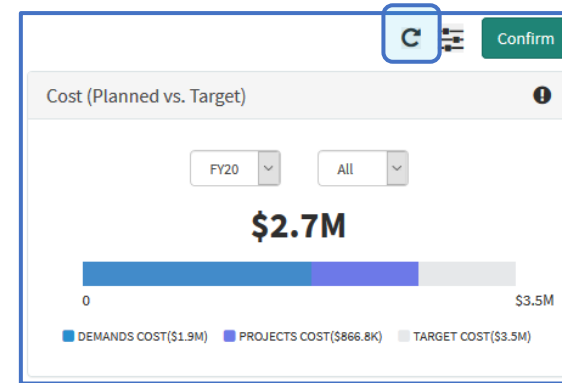 Confirm
Cost (Planned vs. Target)
FY20 All
$2.7M
0 $3.5M
DEMANDS COST($1.9M) PROJECTS COST($866.8K) TARGET COST($3.5M)